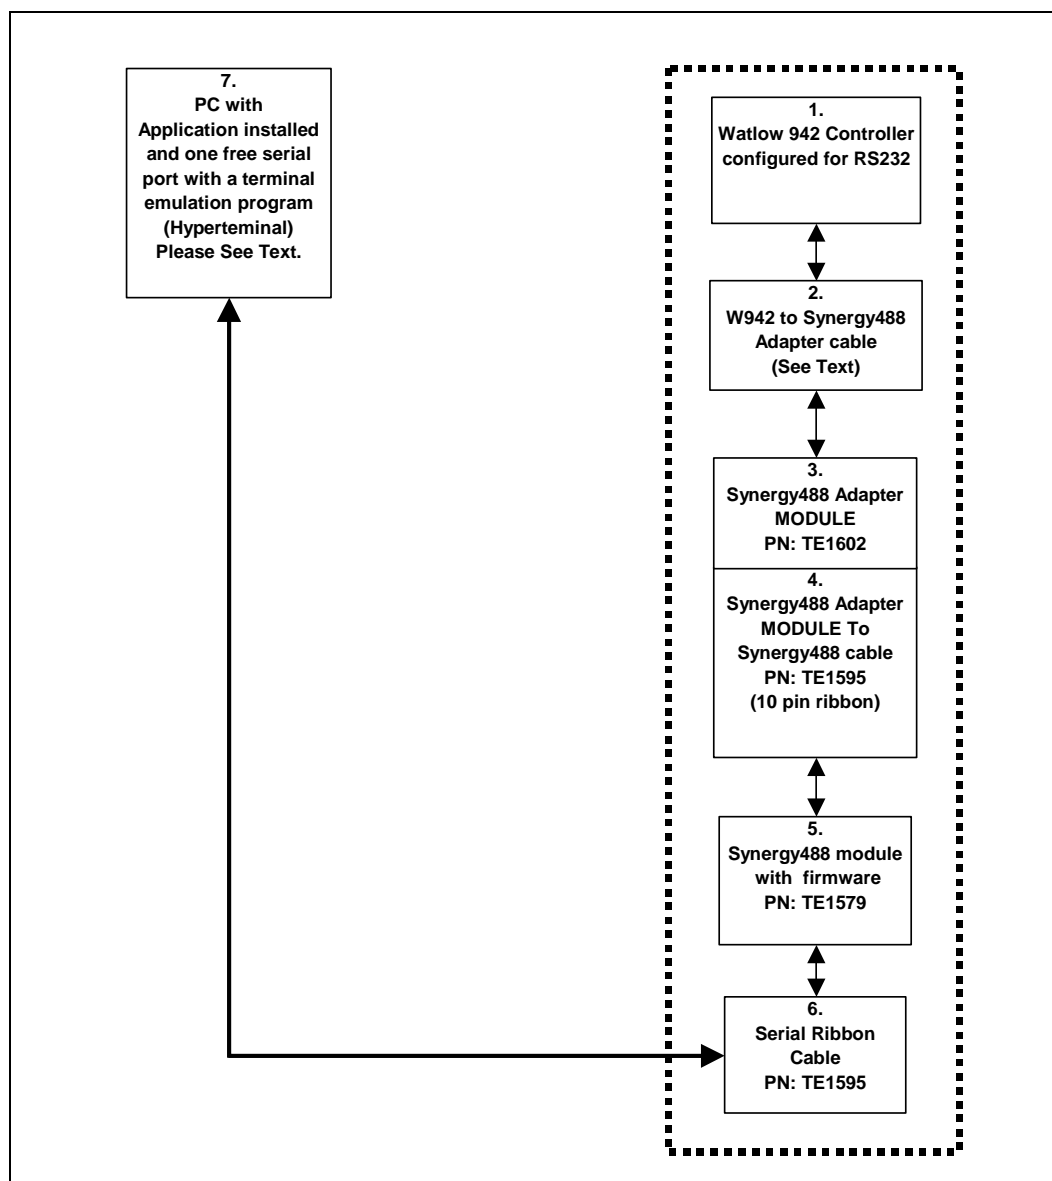 7.
PC with
Application installed
and one free serial
port with a terminal
emulation program
(Hyperteminal)
Please See Text.
1.
Watlow 942 Controller
configured for RS232
2.
W942 to Synergy488
Adapter cable
(See Text)
3.
Synergy488 Adapter
MODULE
PN: TE1602
4.
Synergy488 Adapter
MODULE To
Synergy488 cable
PN: TE1595
(10 pin ribbon)
5.
Synergy488 module
with firmware
PN: TE1579
6.
Serial Ribbon
Cable
PN: TE1595